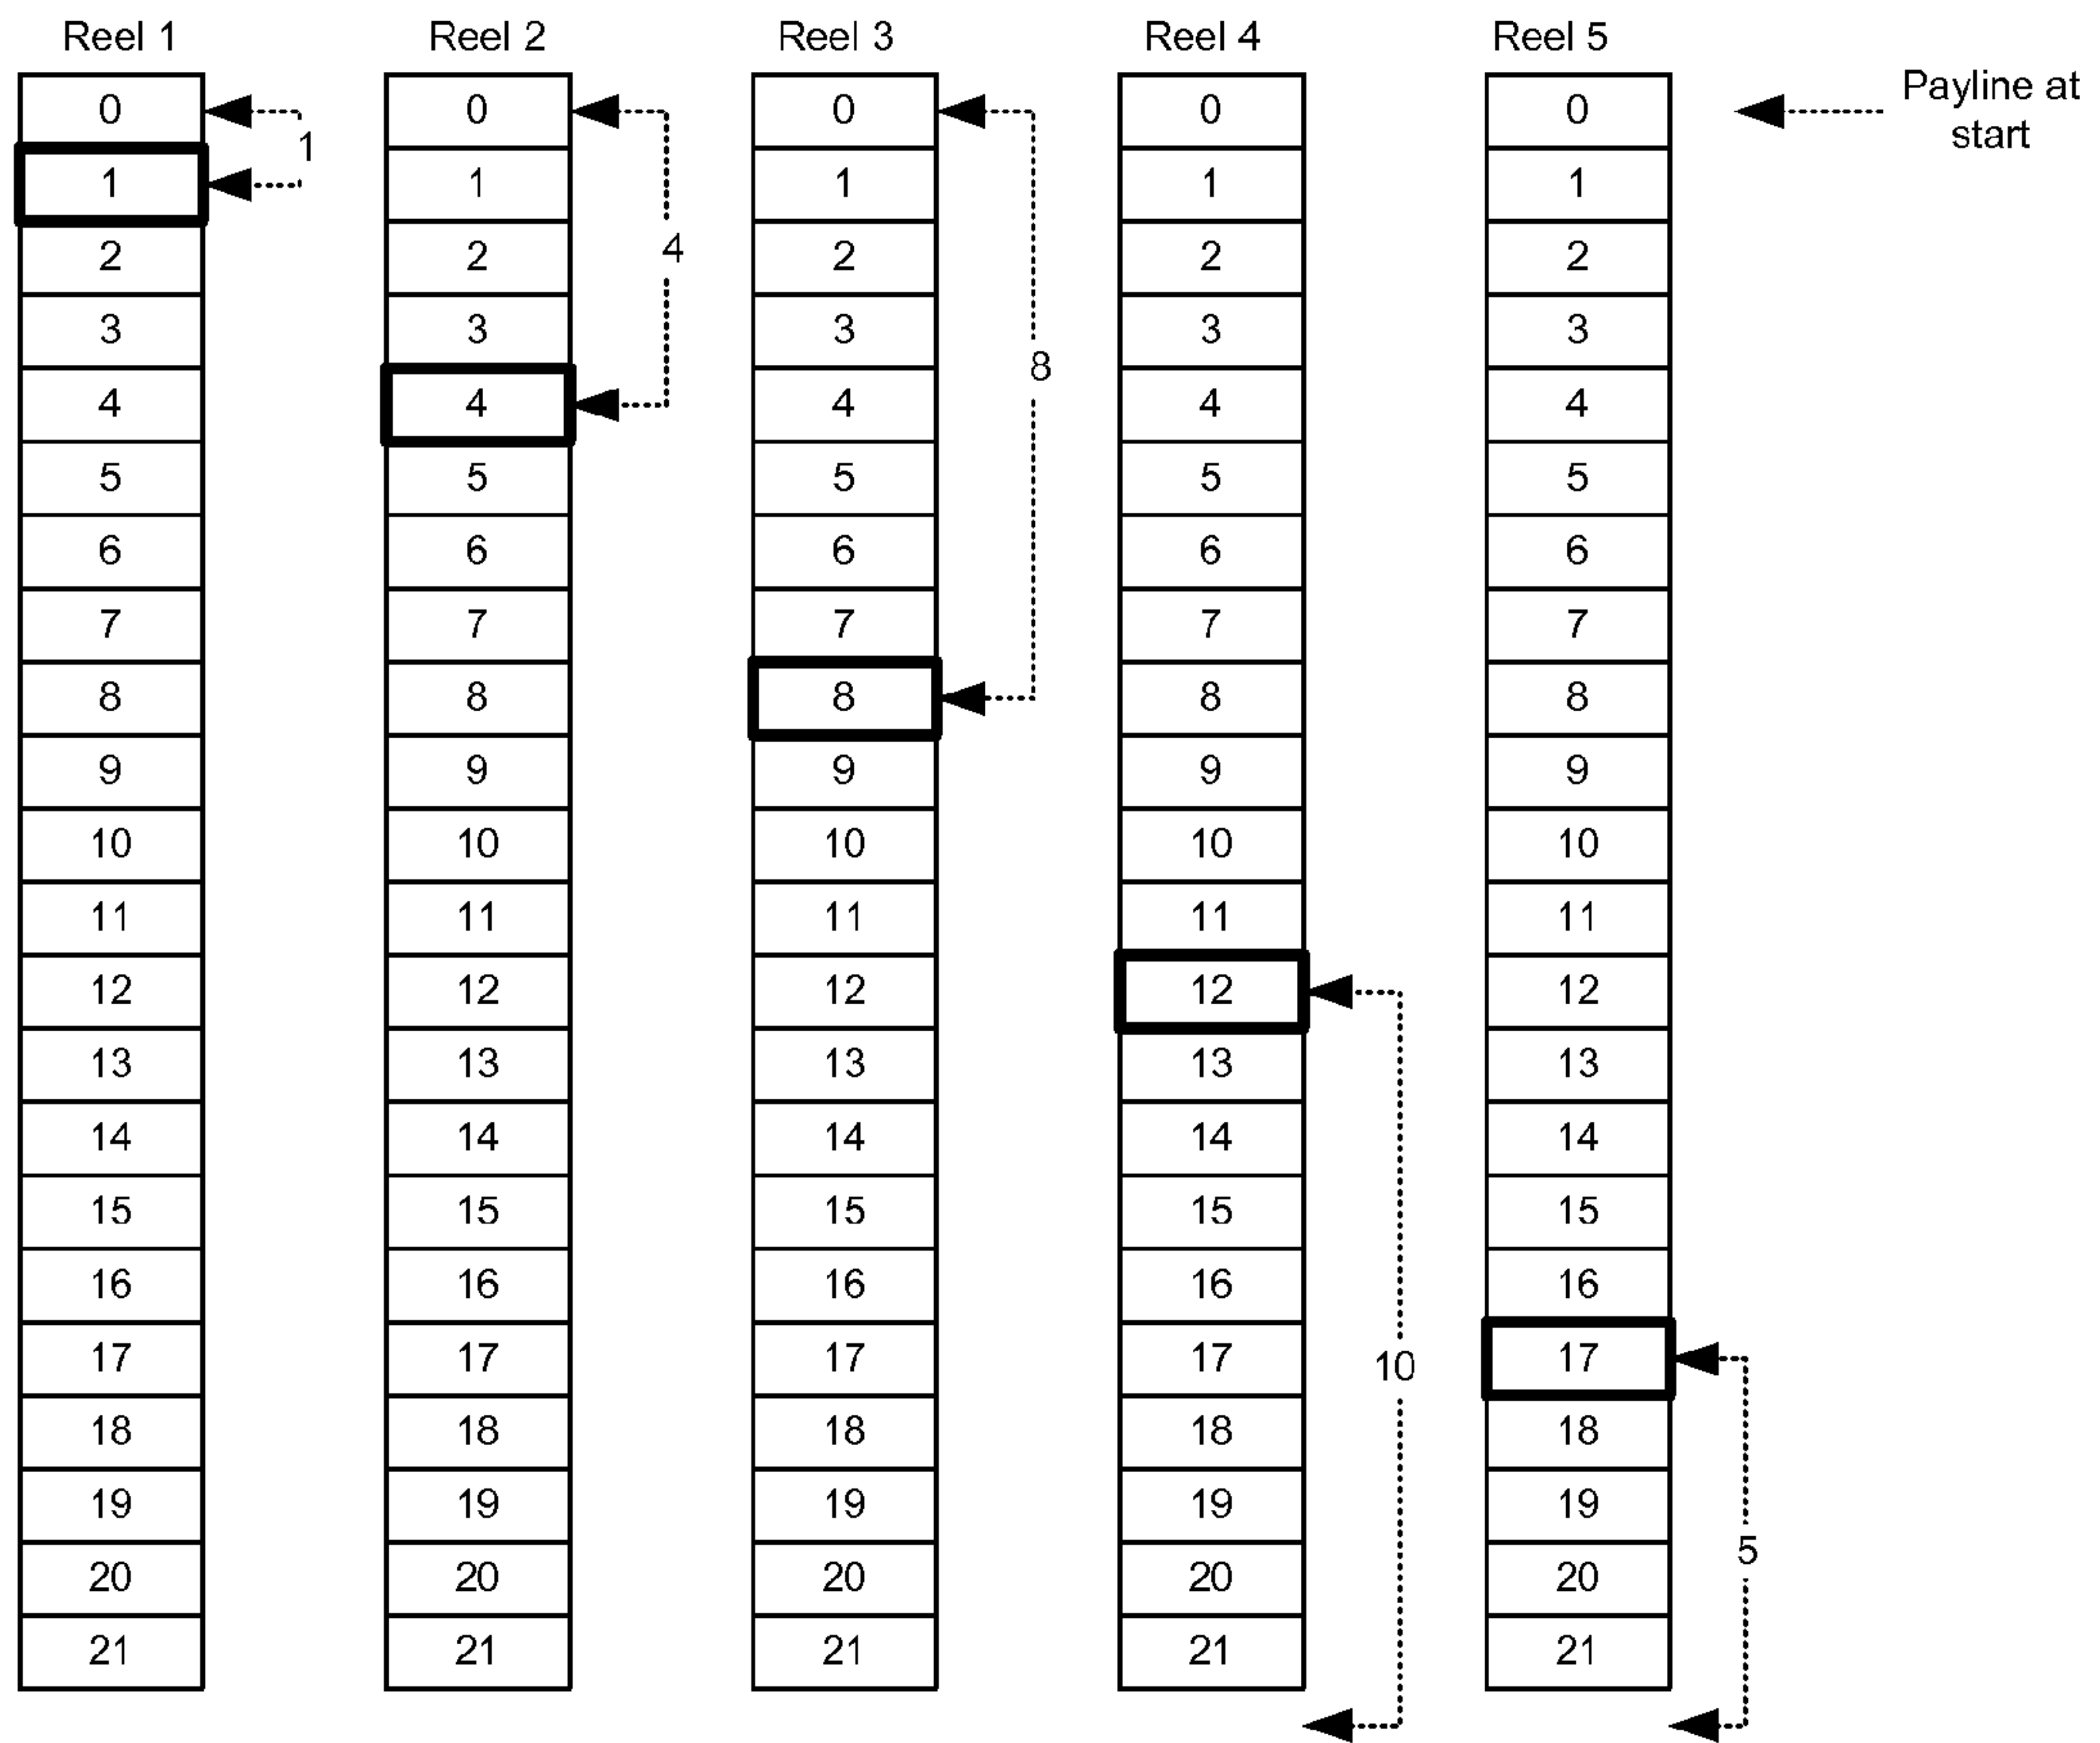 Reel 1 Reel 2 Reel 3 Reel 4 Reel 5
Payline at
start
0 0 0 0 0
1
1 1 1 1 1
2 2 2 2 2
4
3 3 3 3 3
8
4 4 4 4 4
5 5 5 5 5
6 6 6 6 6
7 7 7 7 7
8 8 8 8 8
9 9 9 9 9
10 10 10 10 10
11 11 11 11 11
12 12 12 12 12
13 13 13 13 13
14 14 14 14 14
15 15 15 15 15
16 16 16 16 16
17 17 17 17 17
10
18 18 18 18 18
19 19 19 19 19
5
20 20 20 20 20
21 21 21 21 21